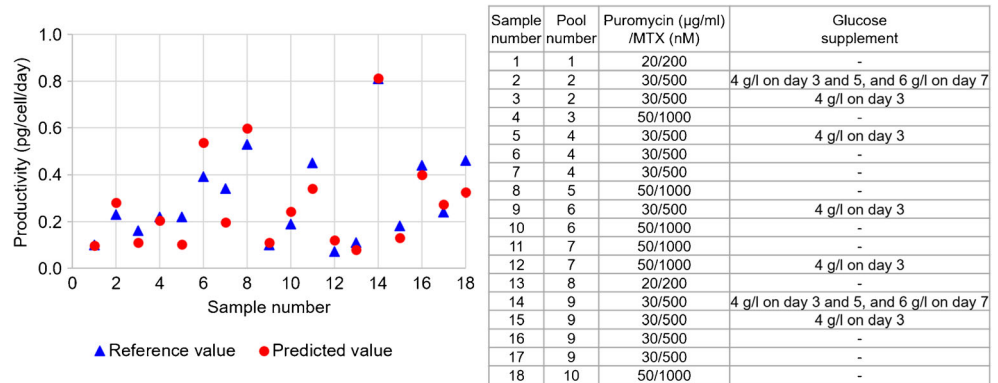 1.0
0.8
0.6
0.4
0.2
0.0
Productivity (pg/cell/day)
0 2 4 6 8 10 12 14 16 18
Sample number
Reference value Predicted value
Sample number Pool number Puromycin (µg/ml) /MTX (nM) Glucose supplement
1 1 20/200 -
2 2 30/500 4 g/l on day 3 and 5, and 6 g/l on day 7
3 2 30/500 4 g/l on day 3
4 3 50/1000 -
5 4 30/500 4 g/l on day 3
6 4 30/500 -
7 4 30/500 -
8 5 50/1000 -
9 6 30/500 4 g/l on day 3
10 6 50/1000 -
11 7 50/1000 -
12 7 50/1000 4 g/l on day 3
13 8 20/200 -
14 9 30/500 4 g/l on day 3 and 5, and 6 g/l on day 7
15 9 30/500 4 g/l on day 3
16 9 30/500 -
17 9 30/500 -
18 10 50/1000 -